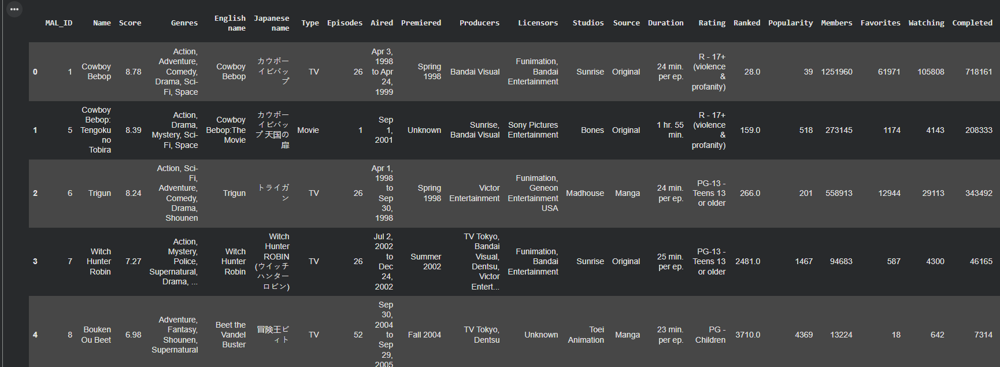 MAL_ID Name Score Genres English name Japanese name Type Episodes Aired Premiered Producers Licensors Studios Source Duration Rating Ranked Popularity Members Favorites Watching Completed
0 1 Cowboy Bebop 8.78 Action, Adventure, Comedy, Drama, Sci-Fi, Space Cowboy Bebop カウボーイビバップ TV 26 Apr 3, 1998 to Apr 24, 1999 Spring 1998 Bandai Visual Funimation, Bandai Entertainment Sunrise Original 24 min. per ep. R - 17+ (violence & profanity) 28.0 39 1251960 61971 105808 718161
1 5 Cowboy Bebop: Tengoku no Tobira 8.39 Action, Drama, Mystery, Sci-Fi, Space Cowboy Bebop:The Movie カウボーイビバップ 天国の扉 Movie 1 Sep 1, 2001 Unknown Sunrise, Bandai Visual Sony Pictures Entertainment Bones Original 1 hr. 55 min. R - 17+ (violence & profanity) 159.0 518 273145 1174 4143 208333
2 6 Trigun 8.24 Action, Sci-Fi, Adventure, Comedy, Drama, Shounen Trigun トライガン TV 26 Apr 1, 1998 to Sep 30, 1998 Spring 1998 Victor Entertainment Funimation, Geneon Entertainment USA Madhouse Manga 24 min. per ep. PG-13 - Teens 13 or older 266.0 201 558913 12944 29113 343492
3 7 Witch Hunter Robin 7.27 Action, Mystery, Police, Supernatural, Drama, ... Witch Hunter Robin Witch Hunter ROBIN (ウイッチハンターロビン) TV 26 Jul 2, 2002 to Dec 24, 2002 Summer 2002 TV Tokyo, Bandai Visual, Dentsu, Victor Entert... Funimation, Bandai Entertainment Sunrise Original 25 min. per ep. PG-13 - Teens 13 or older 2481.0 1467 94683 587 4300 46165
4 8 Bouken Ou Beet 6.98 Adventure, Fantasy, Shounen, Supernatural Beet the Vandel Buster 冒険王ビィト TV 52 Sep 30, 2004 to Sep 29, 2005 Fall 2004 TV Tokyo, Dentsu Unknown Toei Animation Manga 23 min. per ep. PG - Children 3710.0 4369 13224 18 642 7314